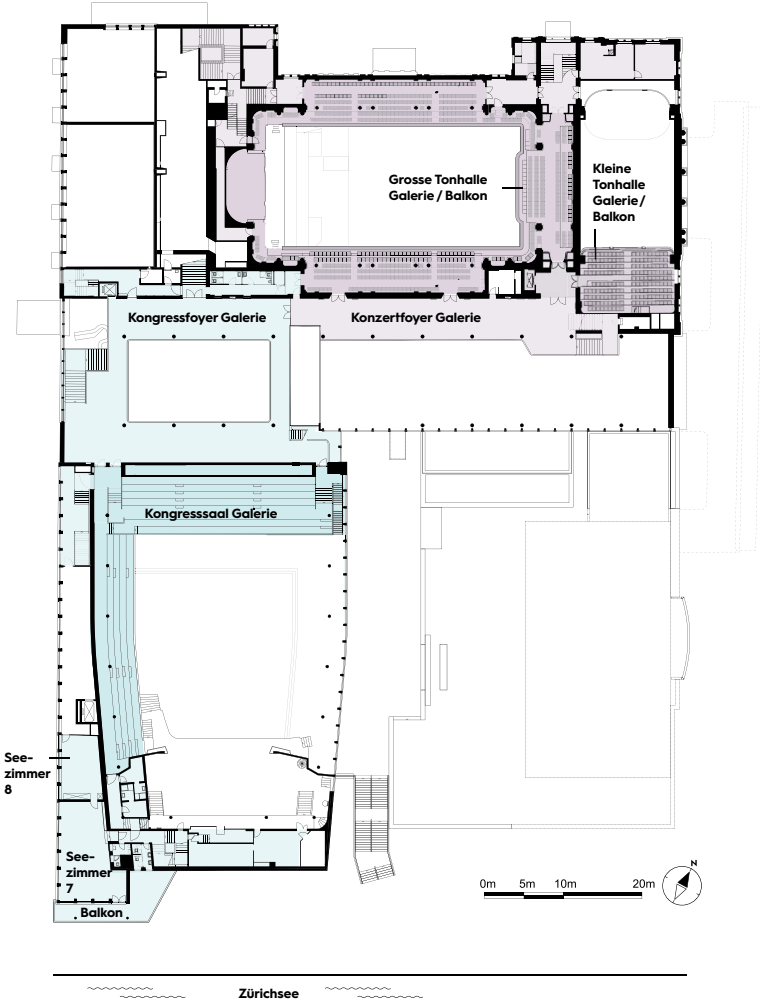 Grosse Tonhalle
Galerie / Balkon
Kleine
Tonhalle
Galerie/
Balkon
Kongressfoyer Galerie
Konzertfoyer Galerie
Kongresssaal Galerie
See-
zimmer
8
See-
zimmer
7
Balkon
N
0m 5m 10m 20m
Zürichsee